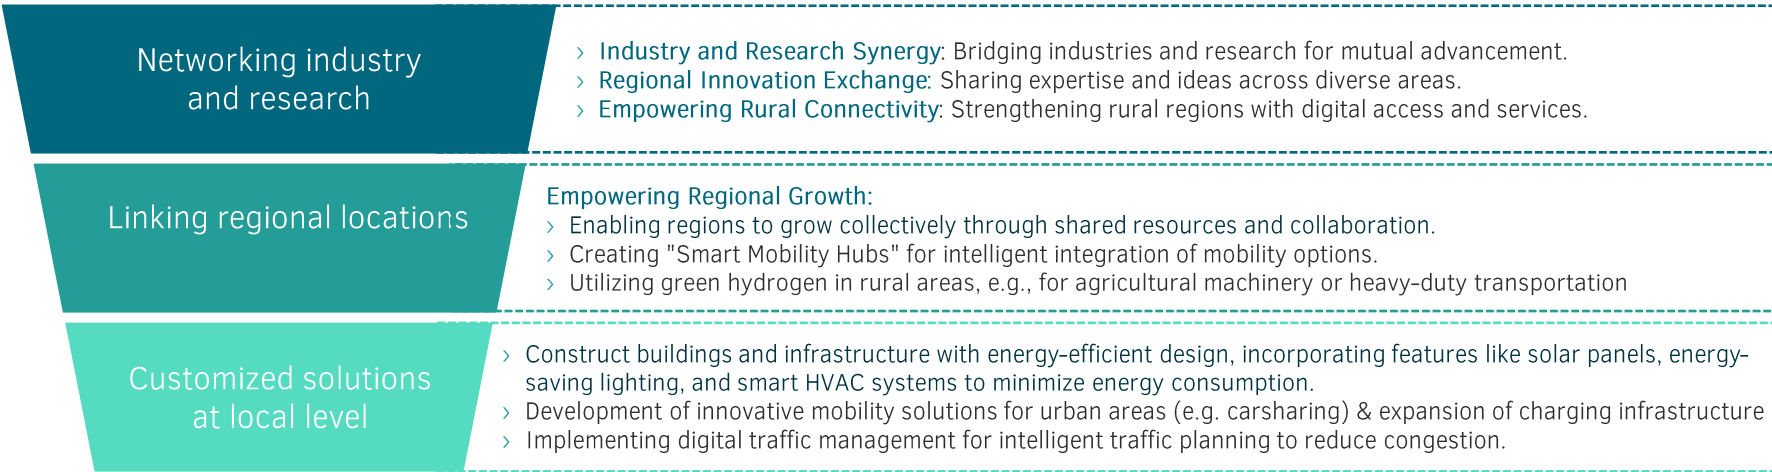 Networking industry
and research
› Industry and Research Synergy: Bridging industries and research for mutual advancement.
› Regional Innovation Exchange: Sharing expertise and ideas across diverse areas.
› Empowering Rural Connectivity: Strengthening rural regions with digital access and services.
Linking regional locations
Empowering Regional Growth:
› Enabling regions to grow collectively through shared resources and collaboration.
› Creating "Smart Mobility Hubs" for intelligent integration of mobility options.
› Utilizing green hydrogen in rural areas, e.g., for agricultural machinery or heavy-duty transportation
Customized solutions
at local level
› Construct buildings and infrastructure with energy-efficient design, incorporating features like solar panels, energy-
saving lighting, and smart HVAC systems to minimize energy consumption.
› Development of innovative mobility solutions for urban areas (e.g. carsharing) & expansion of charging infrastructure
› Implementing digital traffic management for intelligent traffic planning to reduce congestion.